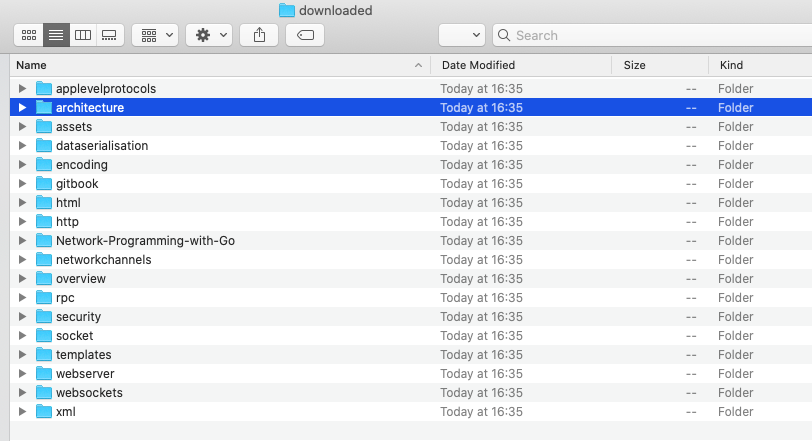 downloaded
Search
Name Date Modified Size Kind
applevelprotocols Today at 16:35 -- Folder
architecture Today at 16:35 -- Folder
assets Today at 16:35 -- Folder
dataserialisation Today at 16:35 -- Folder
encoding Today at 16:35 -- Folder
gitbook Today at 16:35 -- Folder
html Today at 16:35 -- Folder
http Today at 16:35 -- Folder
Network-Programming-with-Go Today at 16:35 -- Folder
networkchannels Today at 16:35 -- Folder
overview Today at 16:35 -- Folder
rpc Today at 16:35 -- Folder
security Today at 16:35 -- Folder
socket Today at 16:35 -- Folder
templates Today at 16:35 -- Folder
webserver Today at 16:35 -- Folder
websockets Today at 16:35 -- Folder
xml Today at 16:35 -- Folder